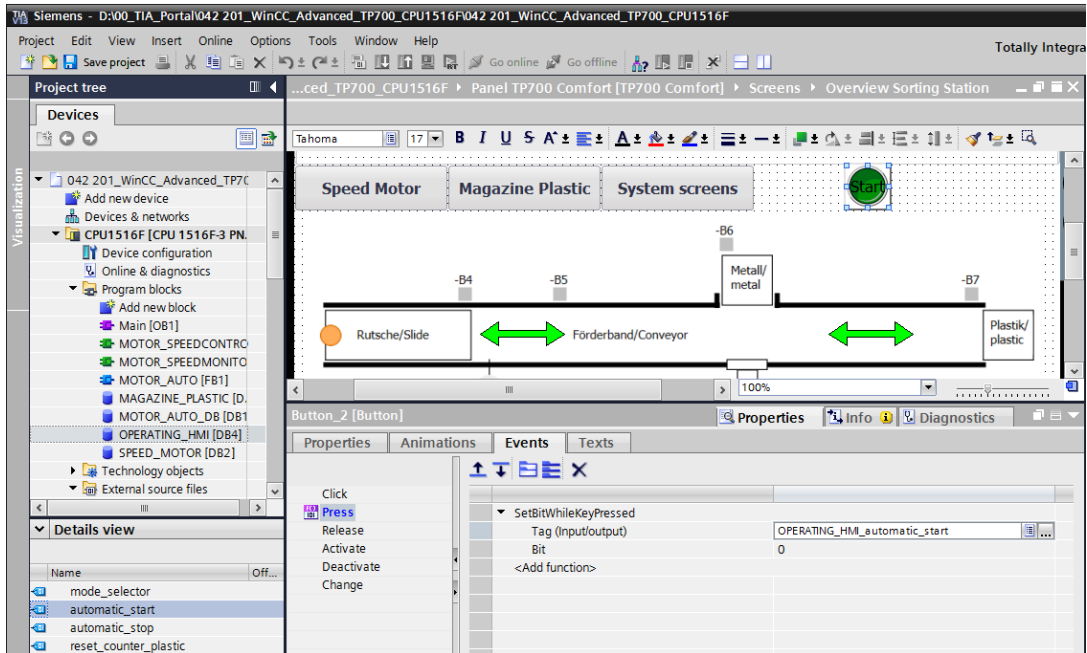 Siemens - D:\00_TIA_Portal\042 201_WinCC_Advanced_TP700_CPU1516F\042 201_WinCC_Advanced_TP700_CPU1516F
Project Edit View Insert Online Options Tools Window Help
Save project Go online Go offline
Totally Integra
Project tree
...ced_TP700_CPU1516F Panel TP700 Comfort [TP700 Comfort] Screens Overview Sorting Station
Devices
Tahoma 17 B I U S A A
Visualization
042 201_WinCC_Advanced_TP7(
Add new device
Devices & networks
CPU1516F [CPU 1516F-3 PN.
Device configuration
Online & diagnostics
Program blocks
Add new block
Main [OB1]
MOTOR_SPEEDCONTRO
MOTOR_SPEEDMONITO
MOTOR_AUTO [FB1]
MAGAZINE_PLASTIC [D.
MOTOR_AUTO_DB [DB1
OPERATING_HMI [DB4]
SPEED_MOTOR [DB2]
Technology objects
External source files
Speed Motor Magazine Plastic System screens Start
-B6
Metall/
metal
-B4 -B5 -B7
Rutsche/Slide Förderband/Conveyor
Plastik/
plastic
100%
Button_2 [Button]
Properties Info Diagnostics
Properties Animations Events Texts
Click
Press
Release
Activate
Deactivate
Change
SetBitWhileKeyPressed
Tag (Input/output) OPERATING_HMI_automatic_start
Bit 0
<Add function>
Details view
Name Off...
mode_selector
automatic_start
automatic_stop
reset_counter_plastic